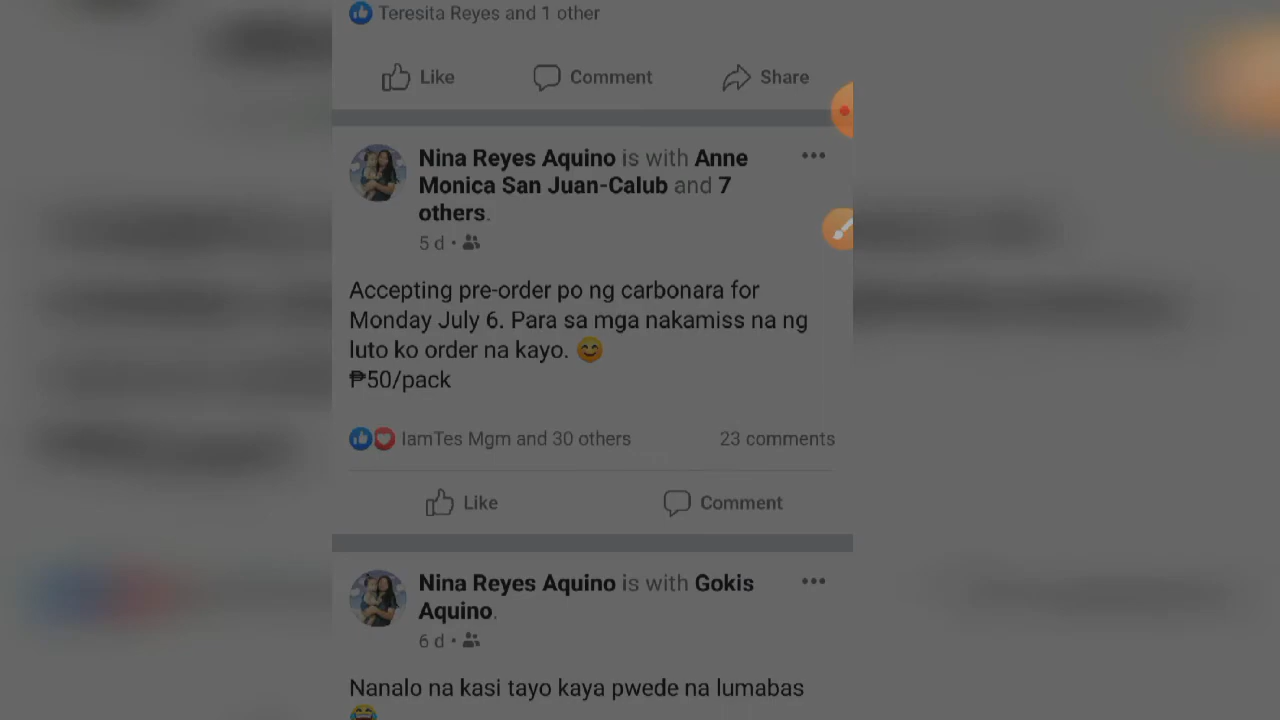 Teresita Reyes and 1 other
Like Comment Share
Nina Reyes Aquino is with Anne
Monica San Juan-Calub and 7
others.
5 d ·
Accepting pre-order po ng carbonara for
Monday July 6. Para sa mga nakamiss na ng
luto ko order na kayo. 😊
₱50/pack
IamTes Mgm and 30 others 23 comments
Like Comment
Nina Reyes Aquino is with Gokis
Aquino.
6 d ·
Nanalo na kasi tayo kaya pwede na lumabas
😂